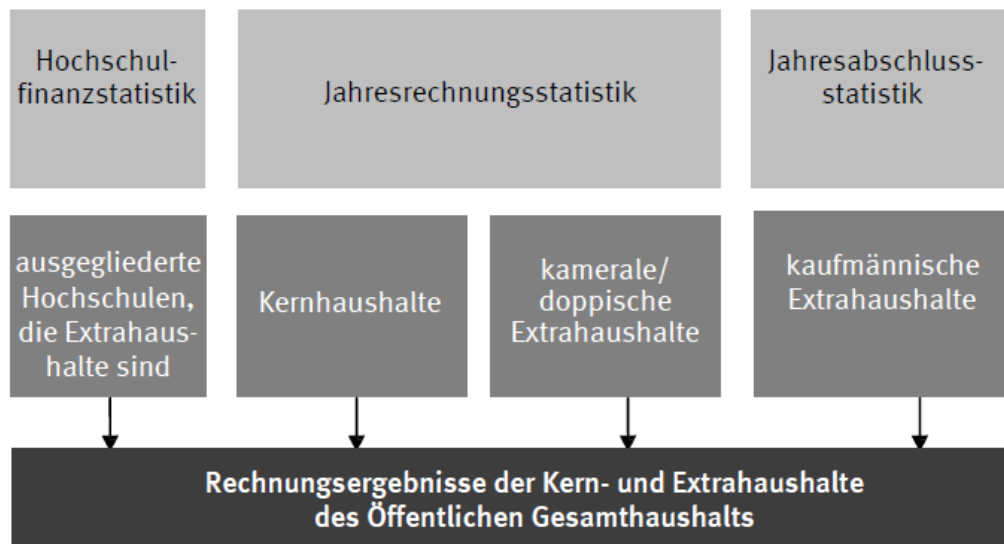 Hochschul-
finanzstatistik
Jahresrechnungsstatistik
Jahresabschluss-
statistik
ausgegliederte
Hochschulen,
die Extrahaus-
halte sind
Kernhaushalte
kamerale/
doppische
Extrahaushalte
kaufmännische
Extrahaushalte
Rechnungsergebnisse der Kern- und Extrahaushalte
des Öffentlichen Gesamthaushalts